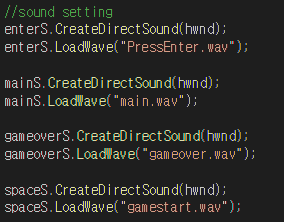 //sound setting
enterS.CreateDirectSound(hwnd);
enterS.LoadWave("PressEnter.wav");
mainS.CreateDirectSound(hwnd);
mainS.LoadWave("main.wav");
gameoverS.CreateDirectSound(hwnd);
gameoverS.LoadWave("gameover.wav");
spaceS.CreateDirectSound(hwnd);
spaceS.LoadWave("gamestart.wav");